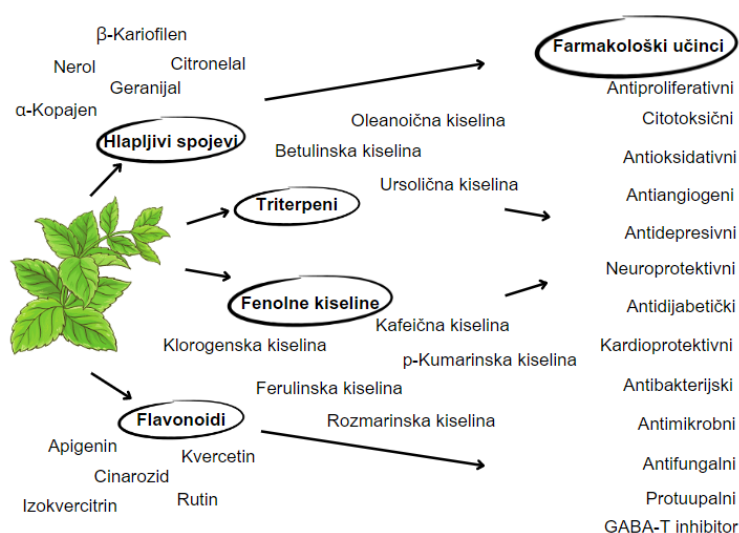 β-Kariofilen
Nerol
Citronelal
Geranijal
α-Kopajen
Hlapljivi spojevi
Oleanoična kiselina
Betulinska kiselina
Ursolična kiselina
Triterpeni
Fenolne kiseline
Kafeična kiselina
Klorogenska kiselina
p-Kumarinska kiselina
Ferulinska kiselina
Rozmarinska kiselina
Flavonoidi
Apigenin
Kvercetin
Cinarozid
Izokvercitrin
Rutin
Farmakološki učinci
Antiproliferativni
Citotoksični
Antioksidativni
Antiangiogeni
Antidepresivni
Neuroprotektivni
Antidijabetički
Kardioprotektivni
Antibakterijski
Antimikrobni
Antifungalni
Protuupalni
GABA-T inhibitor